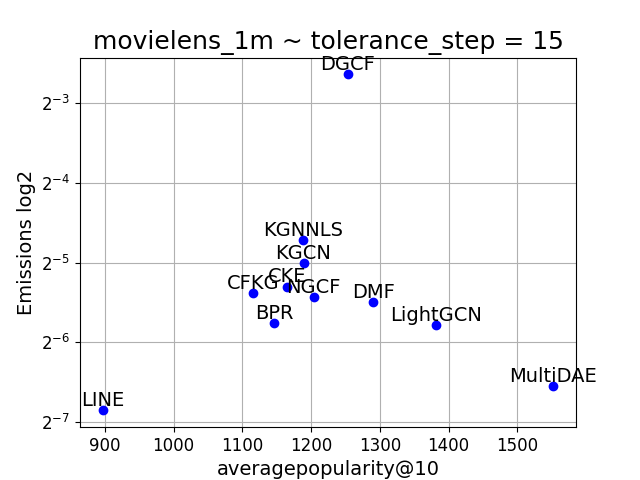 movielens_1m ~ tolerance_step = 15
DGCF
2^-3
2^-4
KGNNLS
KGCN
2^-5
CKE
CFKG
NGCF
DMF
BPR
LightGCN
2^-6
MultiDAE
LINE
2^-7
Emissions log2
900 1000 1100 1200 1300 1400 1500
averagepopularity@10